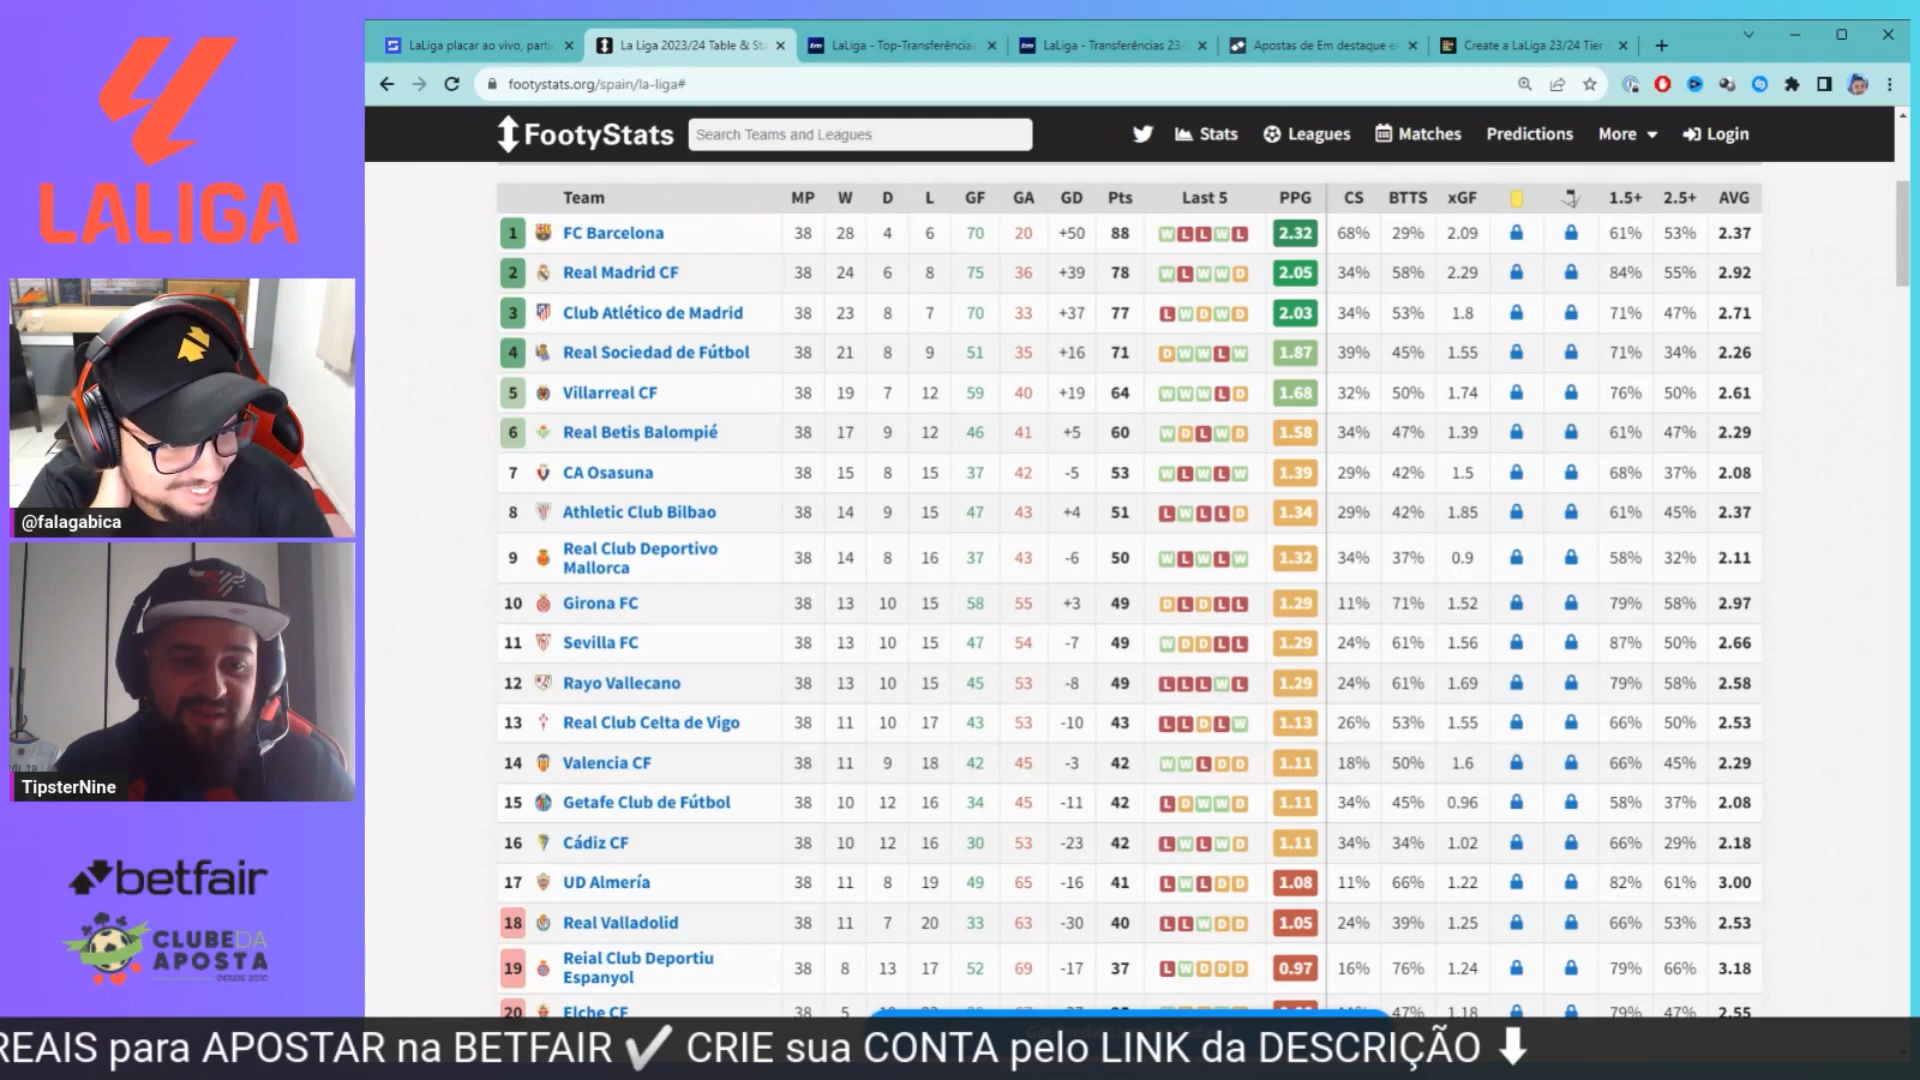 LaLiga placar ao vivo, parti
La Liga 2023/24 Table & Sta
LaLiga - Top-Transferências
LaLiga - Transferências 23/
Apostas de Em destaque e
Create a LaLiga 23/24 Tier
footystats.org/spain/la-liga#
FootyStats Search Teams and Leagues Stats Leagues Matches Predictions More Login
LALIGA
Team MP W D L GF GA GD Pts Last 5 PPG CS BTTS xGF 1.5+ 2.5+ AVG
1 FC Barcelona 38 28 4 6 70 20 +50 88 W L L W L 2.32 68% 29% 2.09 61% 53% 2.37
2 Real Madrid CF 38 24 6 8 75 36 +39 78 W L W W D 2.05 34% 58% 2.29 84% 55% 2.92
3 Club Atlético de Madrid 38 23 8 7 70 33 +37 77 L W D W D 2.03 34% 53% 1.8 71% 47% 2.71
4 Real Sociedad de Fútbol 38 21 8 9 51 35 +16 71 D W W L W 1.87 39% 45% 1.55 71% 34% 2.26
5 Villarreal CF 38 19 7 12 59 40 +19 64 W W W L D 1.68 32% 50% 1.74 76% 50% 2.61
6 Real Betis Balompié 38 17 9 12 46 41 +5 60 W D L W D 1.58 34% 47% 1.39 61% 47% 2.29
7 CA Osasuna 38 15 8 15 37 42 -5 53 W L W L W 1.39 29% 42% 1.5 68% 37% 2.08
8 Athletic Club Bilbao 38 14 9 15 47 43 +4 51 L W L L D 1.34 29% 42% 1.85 61% 45% 2.37
9 Real Club Deportivo
Mallorca 38 14 8 16 37 43 -6 50 W L W L W 1.32 34% 37% 0.9 58% 32% 2.11
10 Girona FC 38 13 10 15 58 55 +3 49 D L D L L 1.29 11% 71% 1.52 79% 58% 2.97
11 Sevilla FC 38 13 10 15 47 54 -7 49 W D D L L 1.29 24% 61% 1.56 87% 50% 2.66
12 Rayo Vallecano 38 13 10 15 45 53 -8 49 L L L W L 1.29 24% 61% 1.69 79% 58% 2.58
13 Real Club Celta de Vigo 38 11 10 17 43 53 -10 43 L L D L W 1.13 26% 53% 1.55 66% 50% 2.53
14 Valencia CF 38 11 9 18 42 45 -3 42 W W L D D 1.11 18% 50% 1.6 66% 45% 2.29
15 Getafe Club de Fútbol 38 10 12 16 34 45 -11 42 L D W W D 1.11 34% 45% 0.96 58% 37% 2.08
16 Cádiz CF 38 10 12 16 30 53 -23 42 L W L W D 1.11 34% 34% 1.02 66% 29% 2.18
17 UD Almería 38 11 8 19 49 65 -16 41 L W L D D 1.08 11% 66% 1.22 82% 61% 3.00
18 Real Valladolid 38 11 7 20 33 63 -30 40 L L W D D 1.05 24% 39% 1.25 66% 53% 2.53
19 Reial Club Deportiu
Espanyol 38 8 13 17 52 69 -17 37 L W D D D 0.97 16% 76% 1.24 79% 66% 3.18
20 Elche CF 38 5 47% 1.18 79% 47% 2.55
@falagabica
TipsterNine
betfair
CLUBE DA
APOSTA
DESDE 2010
REAIS para APOSTAR na BETFAIR ✔ CRIE sua CONTA pelo LINK da DESCRIÇÃO ⬇